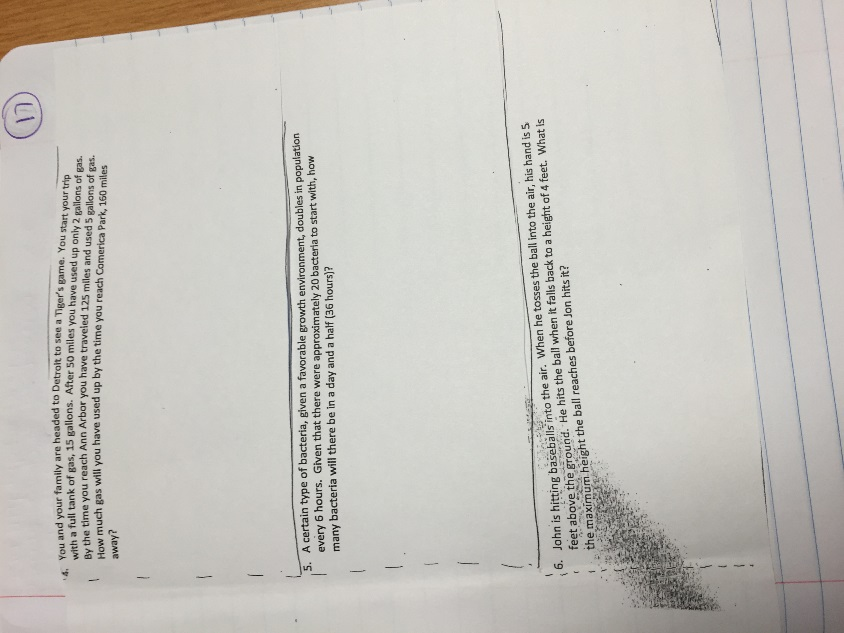 17
4. You and your family are headed to Detroit to see a Tiger's game. You start your trip
with a full tank of gas, 15 gallons. After 50 miles you have used up only 2 gallons of gas.
By the time you reach Ann Arbor you have traveled 125 miles and used 5 gallons of gas.
How much gas will you have used up by the time you reach Comerica Park, 160 miles
away?
5. A certain type of bacteria, given a favorable growth environment, doubles in population
every 6 hours. Given that there were approximately 20 bacteria to start with, how
many bacteria will there be in a day and a half (36 hours)?
6. John is hitting baseballs into the air. When he tosses the ball into the air, his hand is 5
feet above the ground. He hits the ball when it falls back to a height of 4 feet. What is
the maximum height the ball reaches before Jon hits it?